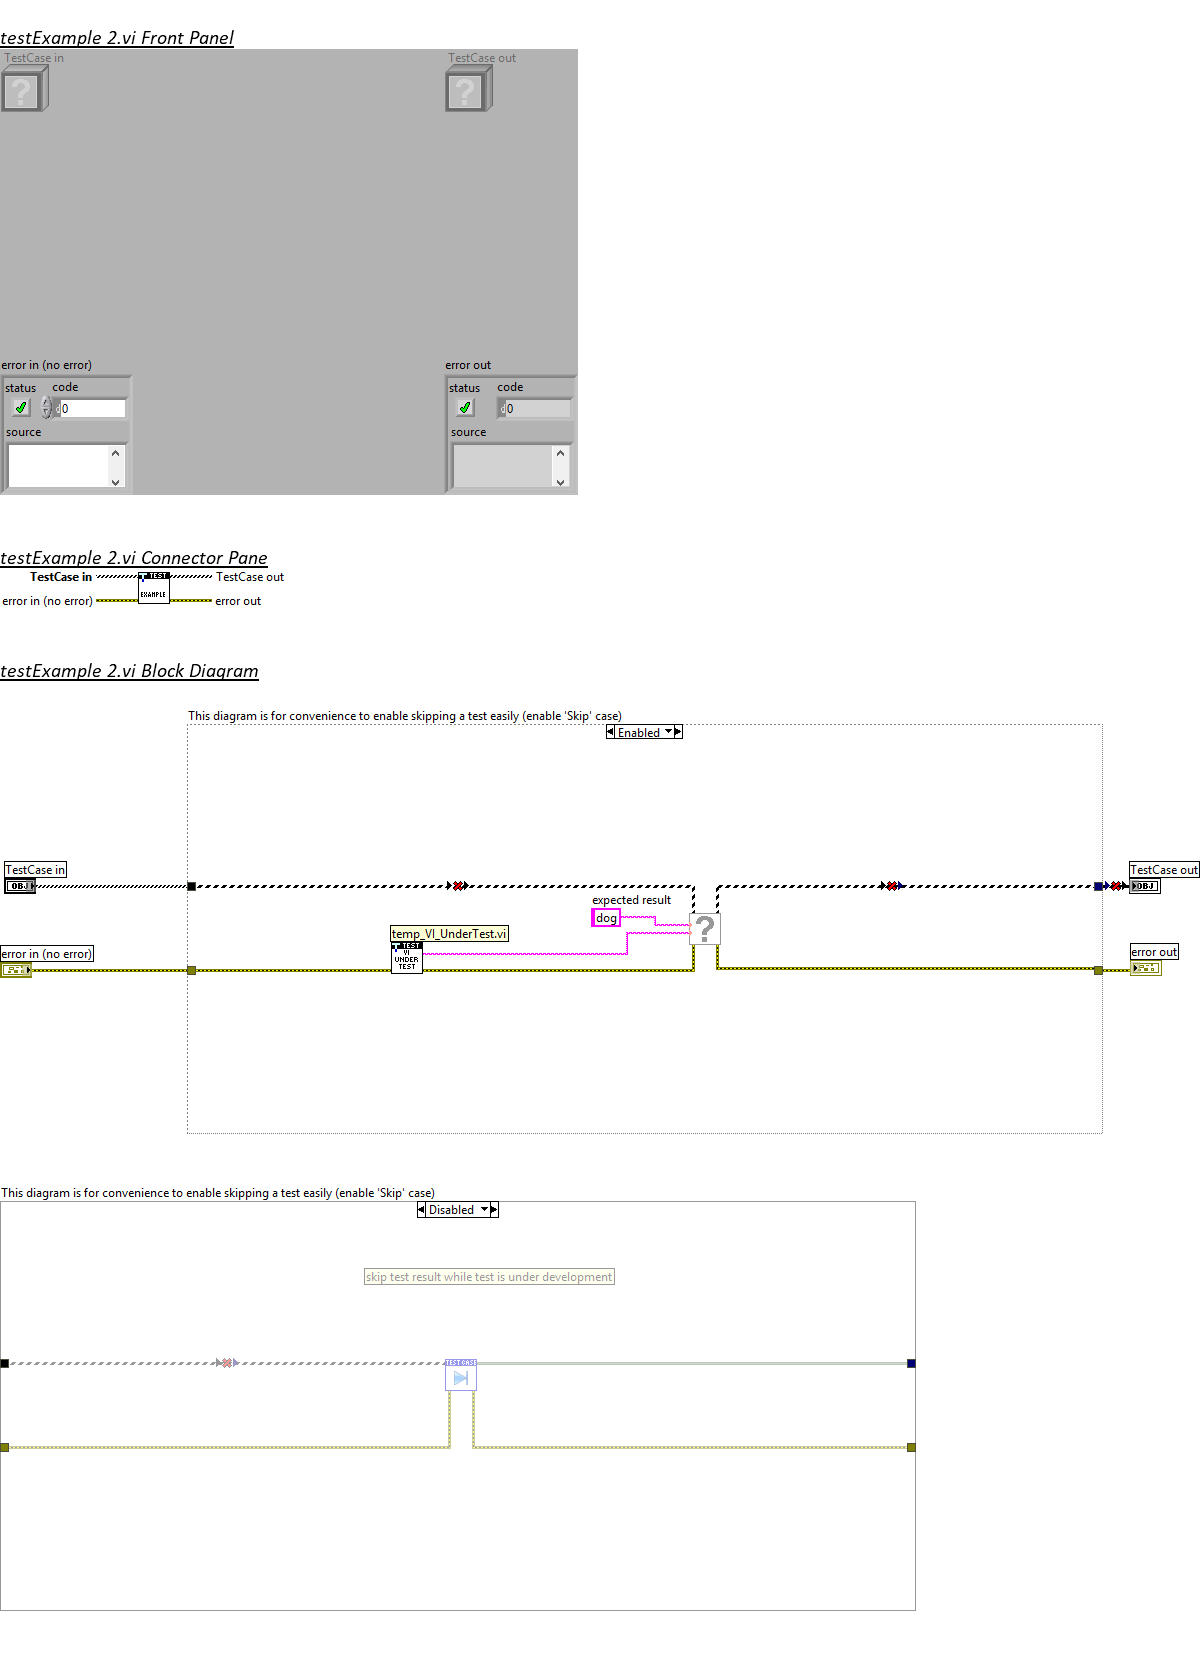 testExample 2.vi Front Panel
TestCase in
TestCase out
?
?
error in (no error)
error out
status
code
status
code
d0
d0
source
source
testExample 2.vi Connector Pane
TestCase in
TEST
TestCase out
error in (no error)
EXAMPLE
error out
testExample 2.vi Block Diagram
This diagram is for convenience to enable skipping a test easily (enable 'Skip' case)
Enabled
TestCase in
OBJ
TestCase out
OBJ
expected result
dog
?
temp_VI_UnderTest.vi
TEST
VI
UNDER
TEST
error in (no error)
error out
This diagram is for convenience to enable skipping a test easily (enable 'Skip' case)
Disabled
skip test result while test is under development
TEST CASE